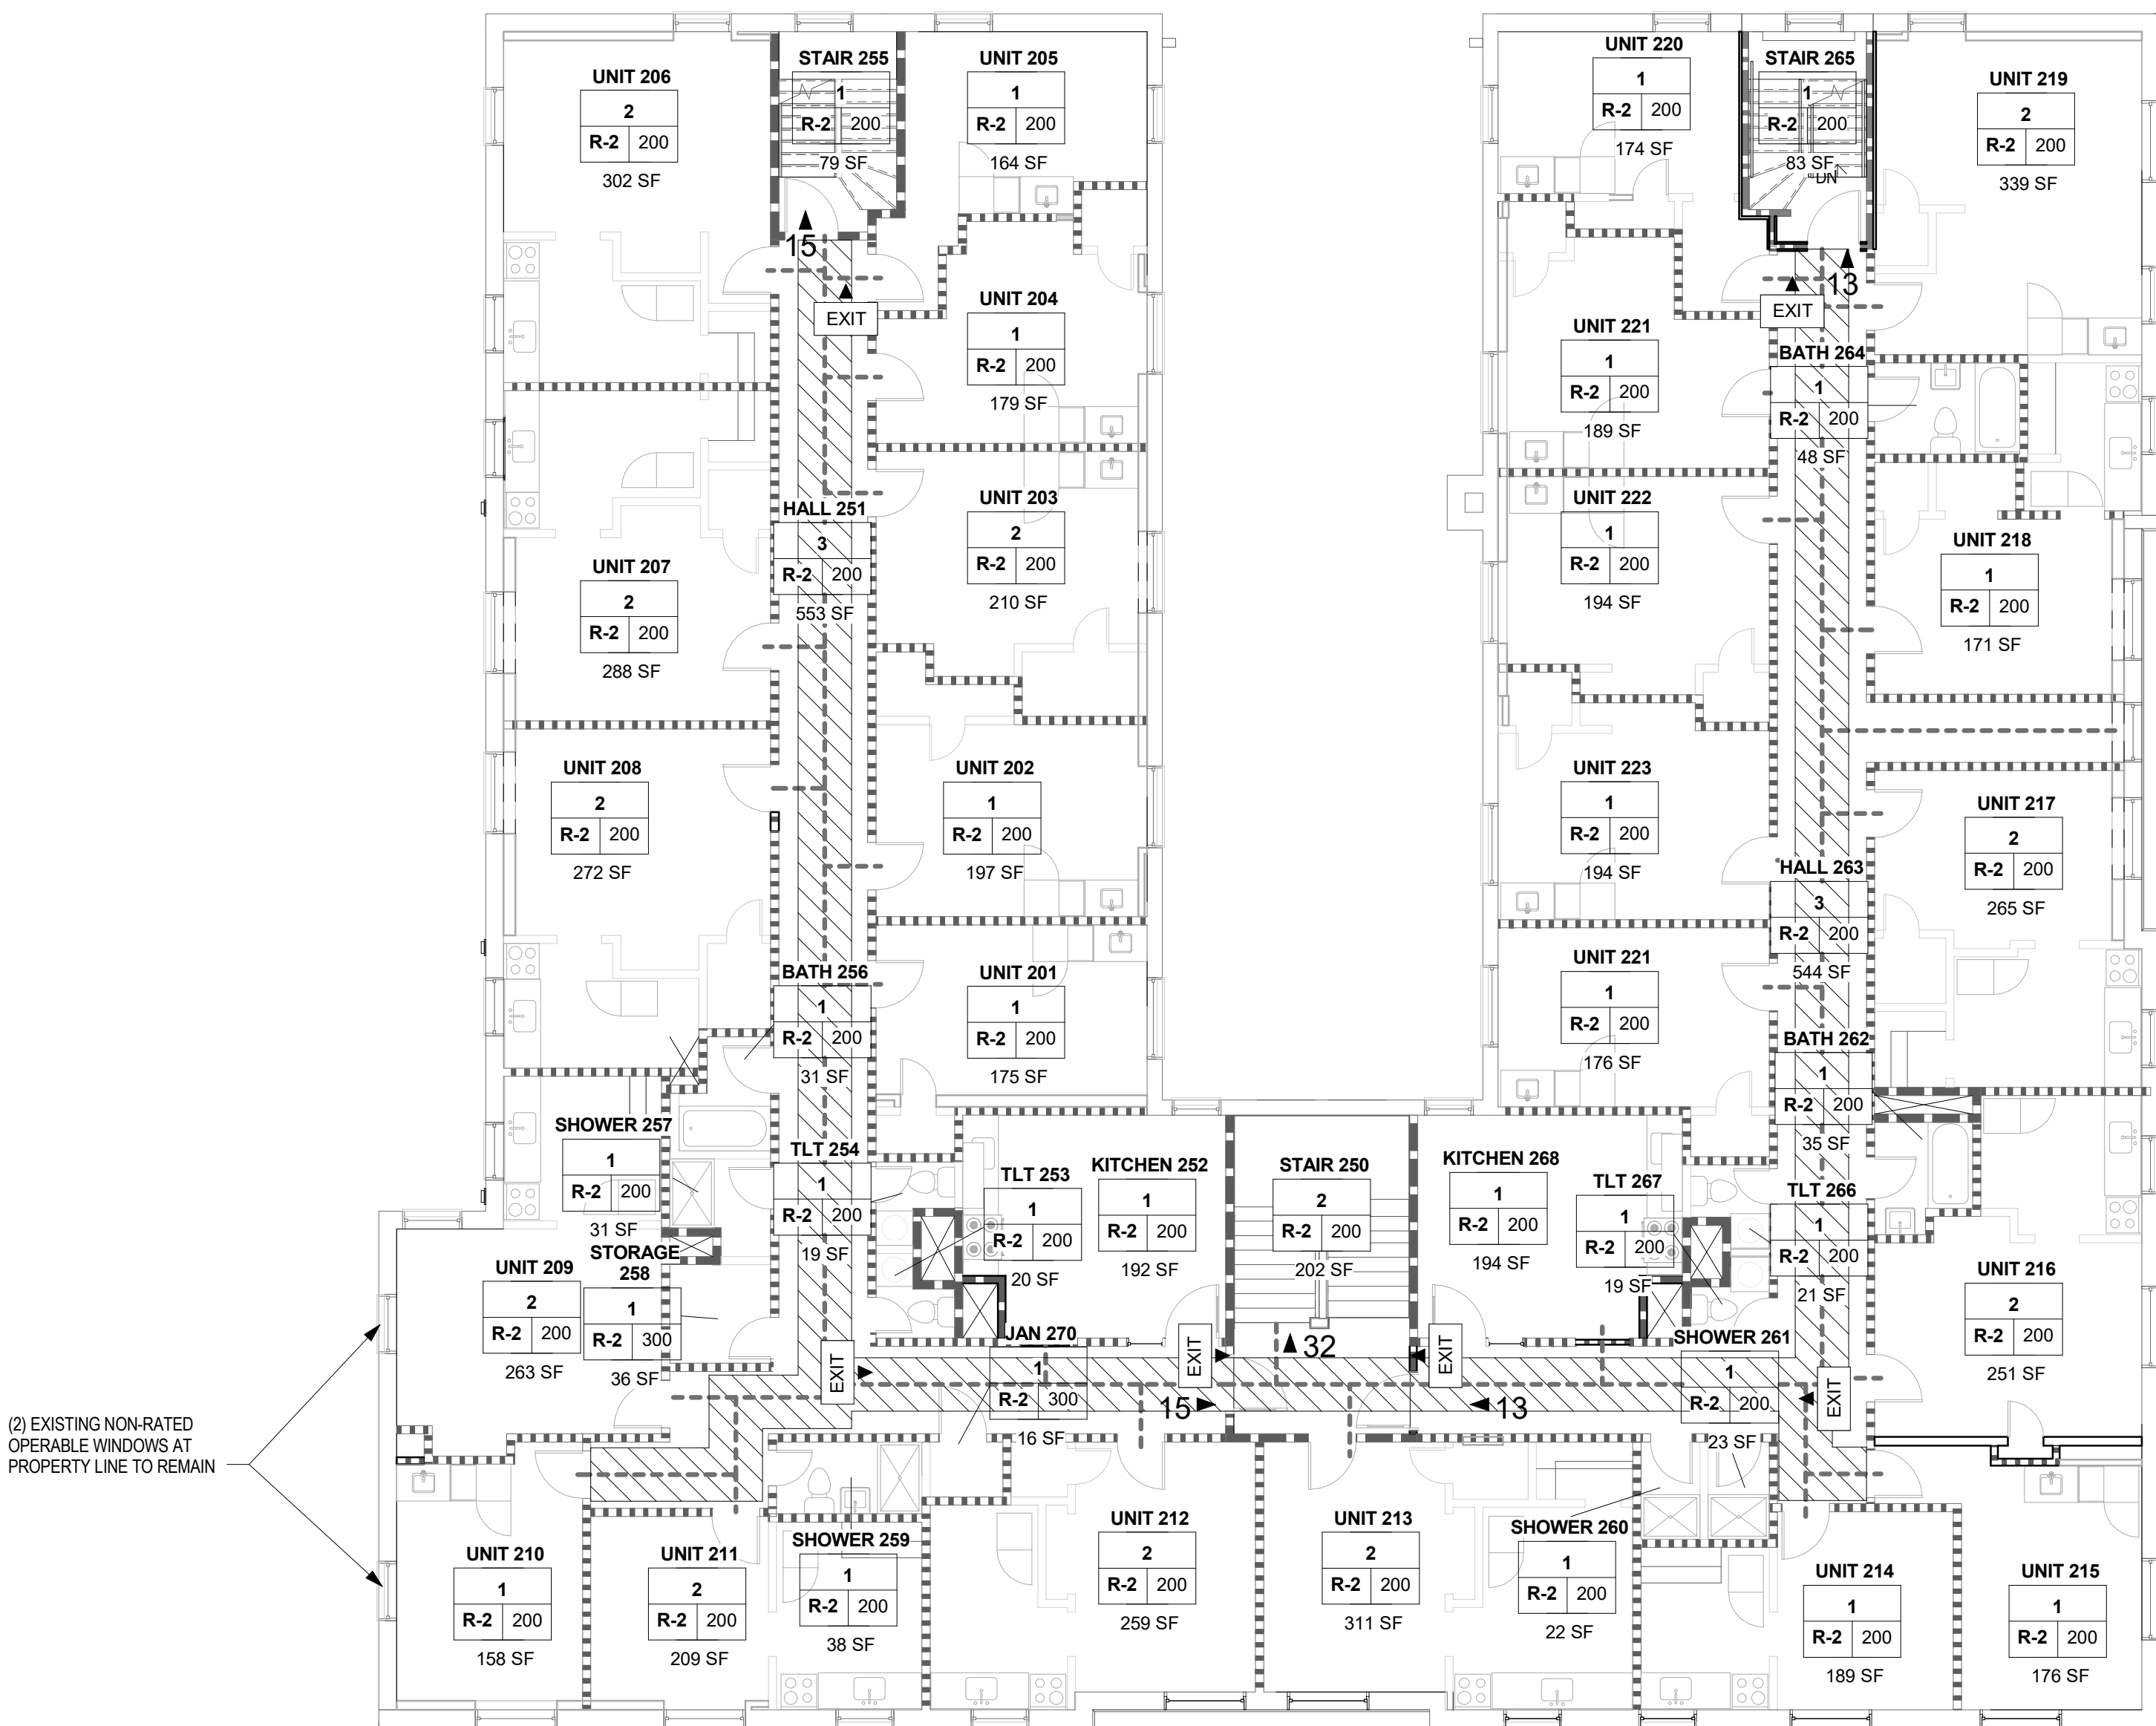 UNIT 206
2
R-2 200
302 SF
STAIR 255
1
R-2 200
79 SF
UNIT 205
1
R-2 200
164 SF
UNIT 220
1
R-2 200
174 SF
STAIR 265
1
R-2 200
83 SF
DN
UNIT 219
2
R-2 200
339 SF
15
EXIT
UNIT 204
1
R-2 200
179 SF
13
EXIT
UNIT 221
1
R-2 200
189 SF
BATH 264
1
R-2 200
48 SF
HALL 251
3
R-2 200
553 SF
UNIT 203
2
R-2 200
210 SF
UNIT 222
1
R-2 200
194 SF
UNIT 218
1
R-2 200
171 SF
UNIT 207
2
R-2 200
288 SF
UNIT 208
2
R-2 200
272 SF
UNIT 202
1
R-2 200
197 SF
UNIT 223
1
R-2 200
194 SF
UNIT 217
2
R-2 200
265 SF
HALL 263
3
R-2 200
544 SF
BATH 256
1
R-2 200
31 SF
UNIT 201
1
R-2 200
175 SF
UNIT 221
1
R-2 200
176 SF
BATH 262
1
R-2 200
35 SF
SHOWER 257
1
R-2 200
31 SF
TLT 254
1
R-2 200
19 SF
TLT 253
1
R-2 200
20 SF
KITCHEN 252
1
R-2 200
192 SF
STAIR 250
2
R-2 200
202 SF
KITCHEN 268
1
R-2 200
194 SF
TLT 267
1
R-2 200
19 SF
TLT 266
1
R-2 200
21 SF
UNIT 209
2
R-2 200
263 SF
STORAGE
258
1
R-2 300
36 SF
UNIT 216
2
R-2 200
251 SF
JAN 270
1
R-2 300
16 SF
32
SHOWER 261
1
R-2 200
23 SF
EXIT
EXIT
EXIT
EXIT
15
13
(2) EXISTING NON-RATED
OPERABLE WINDOWS AT
PROPERTY LINE TO REMAIN
UNIT 210
1
R-2 200
158 SF
UNIT 211
2
R-2 200
209 SF
SHOWER 259
1
R-2 200
38 SF
UNIT 212
2
R-2 200
259 SF
UNIT 213
2
R-2 200
311 SF
SHOWER 260
1
R-2 200
22 SF
UNIT 214
1
R-2 200
189 SF
UNIT 215
1
R-2 200
176 SF